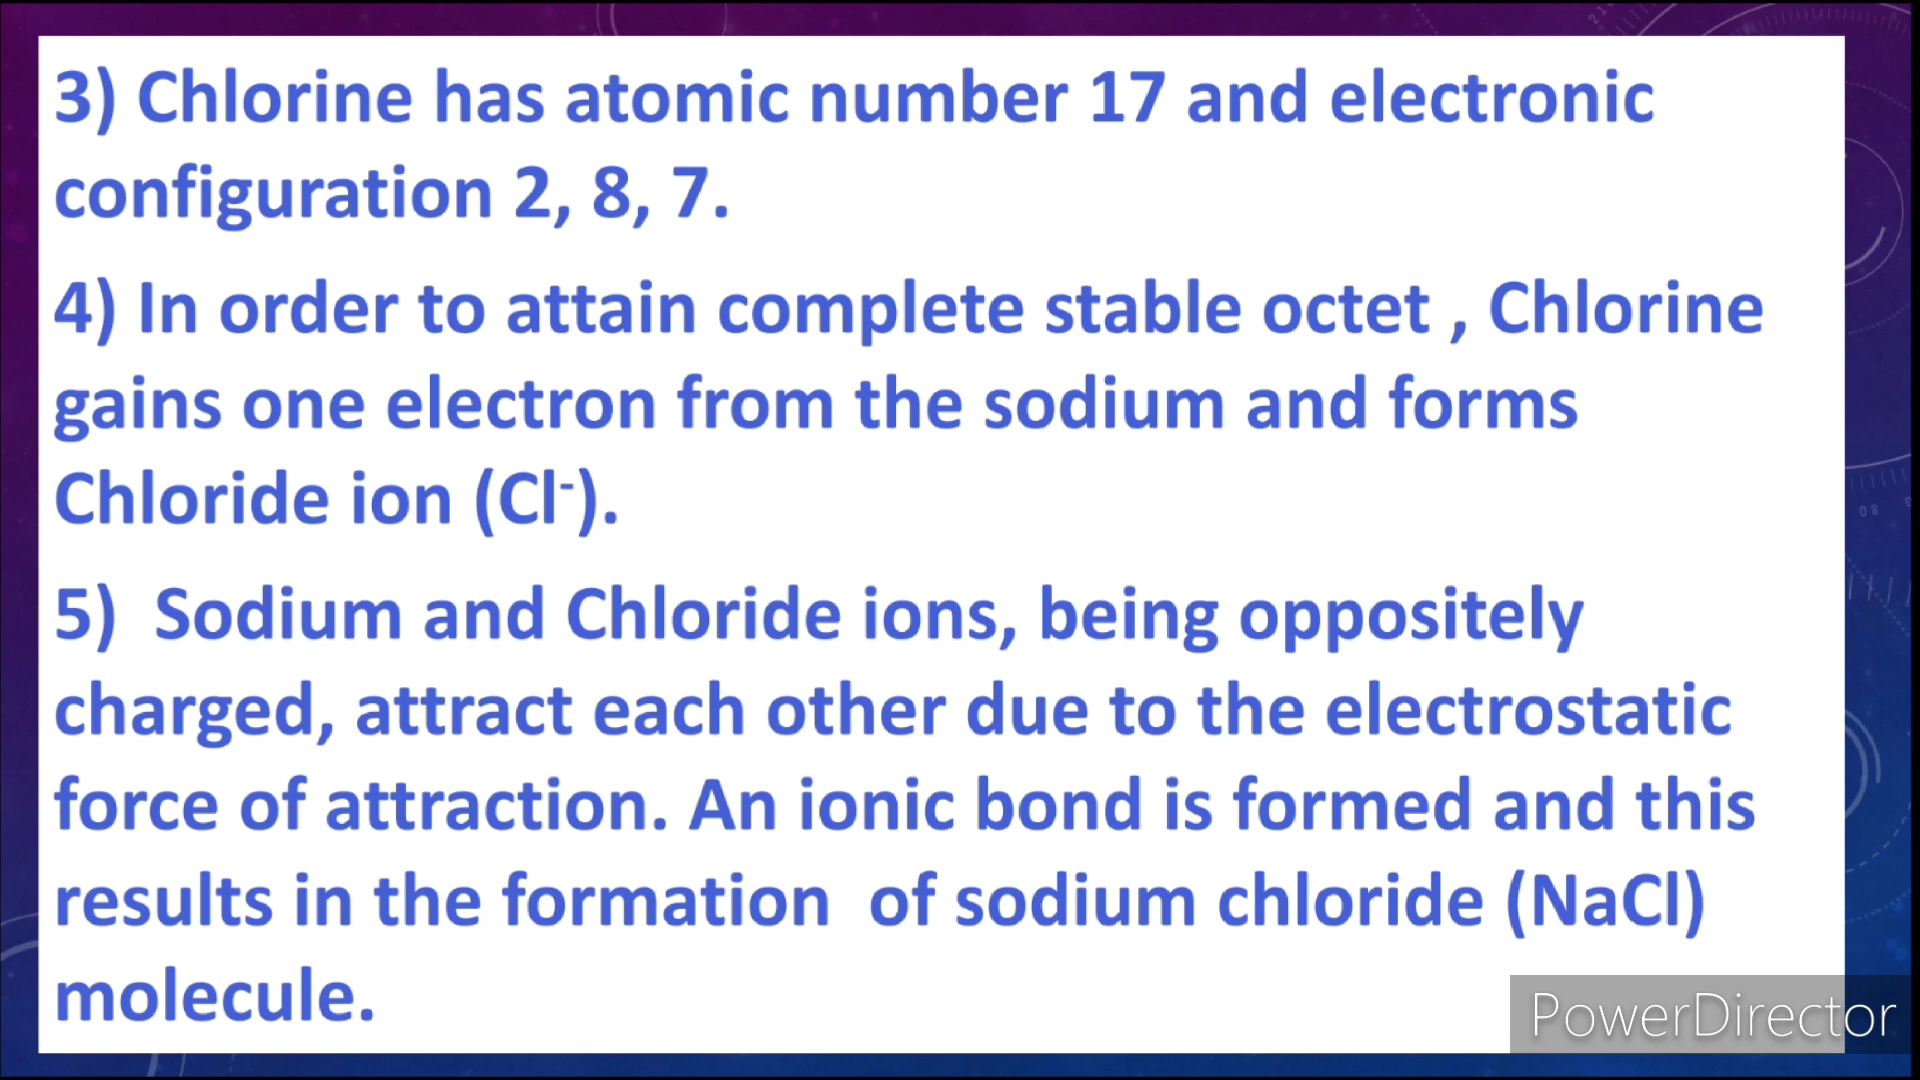 3) Chlorine has atomic number 17 and electronic
configuration 2, 8, 7.
4) In order to attain complete stable octet , Chlorine
gains one electron from the sodium and forms
Chloride ion (Cl⁻).
5)  Sodium and Chloride ions, being oppositely
charged, attract each other due to the electrostatic
force of attraction. An ionic bond is formed and this
results in the formation  of sodium chloride (NaCl)
molecule.
PowerDirector
80